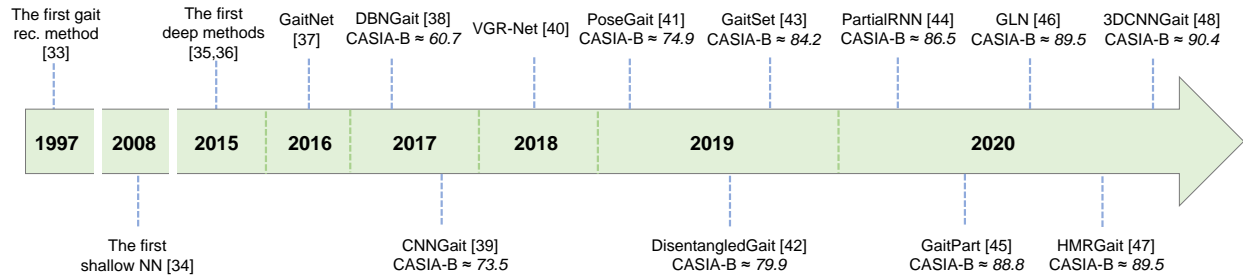 The first gait
rec. method
[33]
The first
deep methods
[35,36]
GaitNet
[37]
DBNGait [38]
CASIA-B ≈ 60.7
VGR-Net [40]
PoseGait [41]
CASIA-B ≈ 74.9
GaitSet [43]
CASIA-B ≈ 84.2
PartialRNN [44]
CASIA-B ≈ 86.5
GLN [46]
CASIA-B ≈ 89.5
3DCNNGait [48]
CASIA-B ≈ 90.4
1997
2008
2015
2016
2017
2018
2019
2020
The first
shallow NN [34]
CNNGait [39]
CASIA-B ≈ 73.5
DisentangledGait [42]
CASIA-B ≈ 79.9
GaitPart [45]
CASIA-B ≈ 88.8
HMRGait [47]
CASIA-B ≈ 89.5